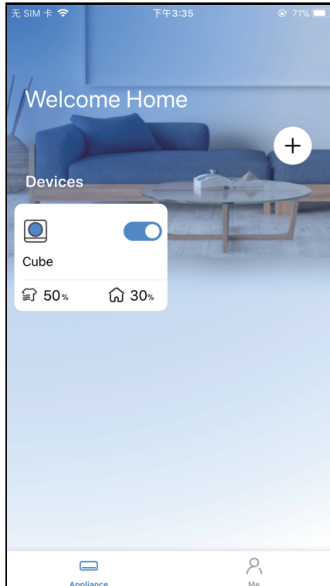 无 SIM 卡 下午3:35 71%
Welcome Home
+
Devices
Cube
50% 30%
Appliance Me